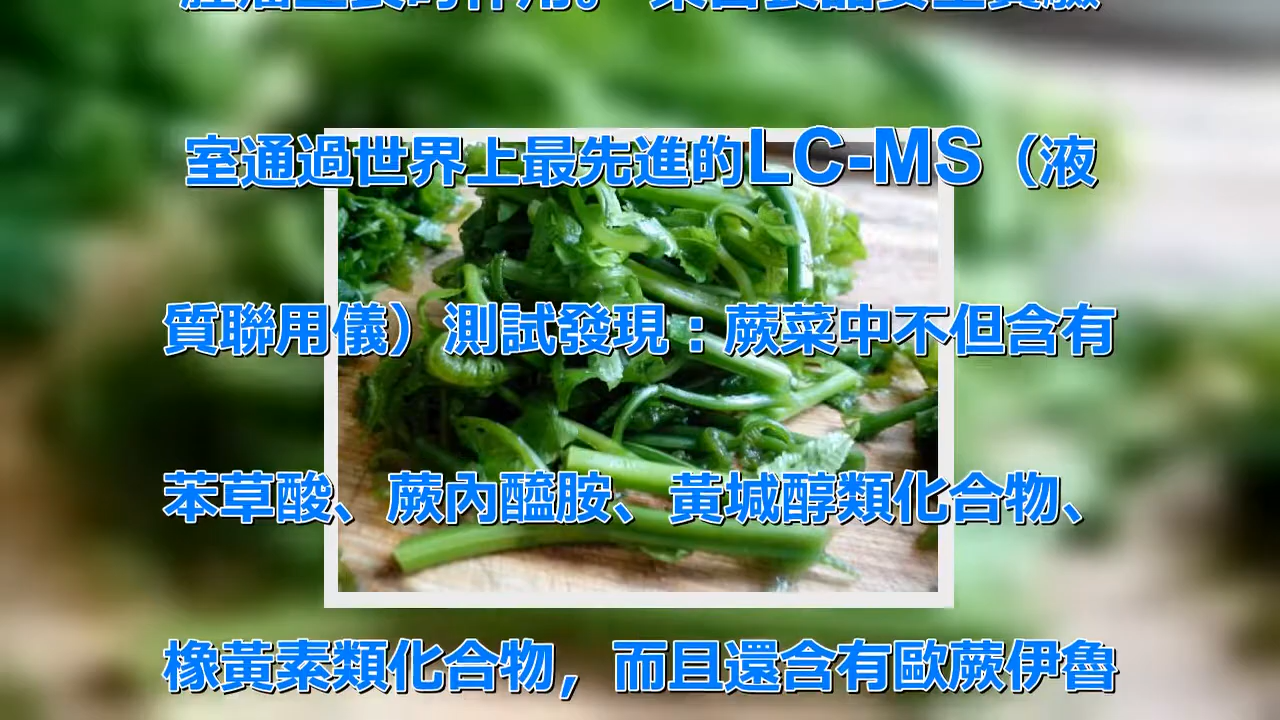 室通過世界上最先進的LC-MS（液
質聯用儀）測試發現：蕨菜中不但含有
苯草酸、蕨內醯胺、黃堿醇類化合物、
橡黃素類化合物，而且還含有歐蕨伊魯